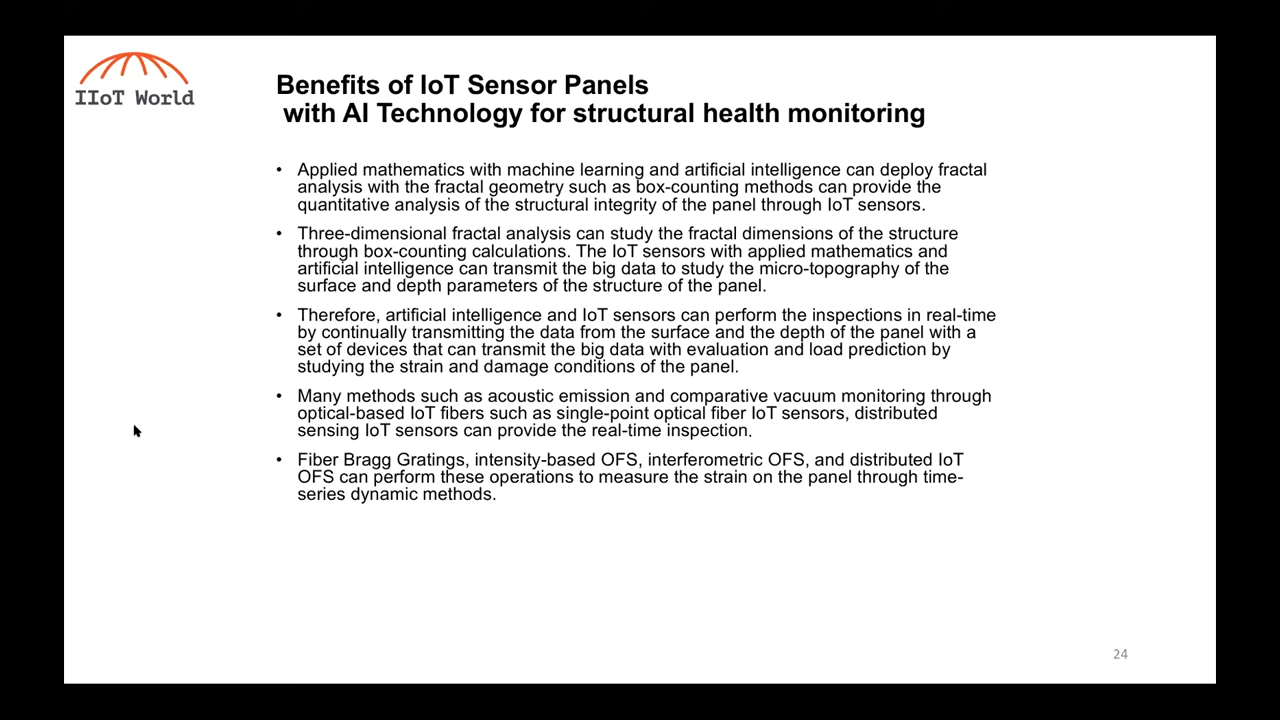 IIoT World
Benefits of IoT Sensor Panels
with AI Technology for structural health monitoring
• Applied mathematics with machine learning and artificial intelligence can deploy fractal
analysis with the fractal geometry such as box-counting methods can provide the
quantitative analysis of the structural integrity of the panel through IoT sensors.
• Three-dimensional fractal analysis can study the fractal dimensions of the structure
through box-counting calculations. The IoT sensors with applied mathematics and
artificial intelligence can transmit the big data to study the micro-topography of the
surface and depth parameters of the structure of the panel.
• Therefore, artificial intelligence and IoT sensors can perform the inspections in real-time
by continually transmitting the data from the surface and the depth of the panel with a
set of devices that can transmit the big data with evaluation and load prediction by
studying the strain and damage conditions of the panel.
• Many methods such as acoustic emission and comparative vacuum monitoring through
optical-based IoT fibers such as single-point optical fiber IoT sensors, distributed
sensing IoT sensors can provide the real-time inspection.
• Fiber Bragg Gratings, intensity-based OFS, interferometric OFS, and distributed IoT
OFS can perform these operations to measure the strain on the panel through time-
series dynamic methods.
24